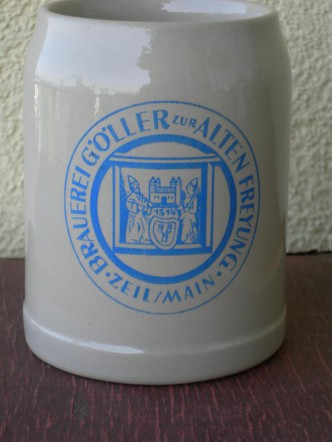 BRAUEREI GÖLLER ZUR ALTEN FREYUNG
1514
ZEIL/MAIN